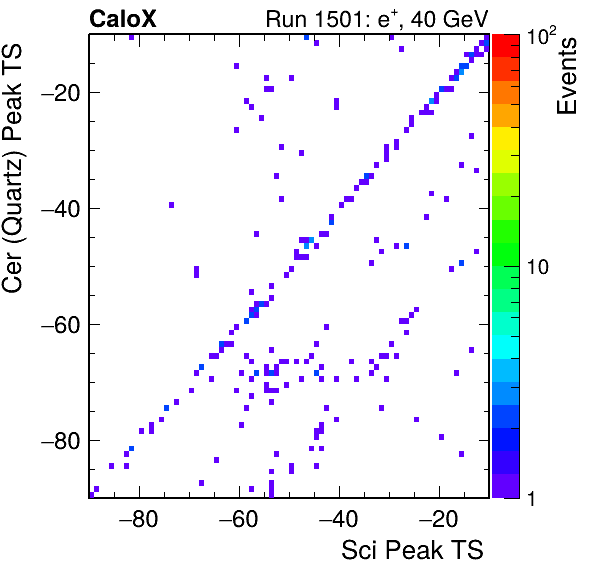 CaloX
Run 1501: e⁺, 40 GeV
Cer (Quartz) Peak TS
−20
−40
−60
−80
−80
−60
−40
−20
Sci Peak TS
10²
10
1
Events